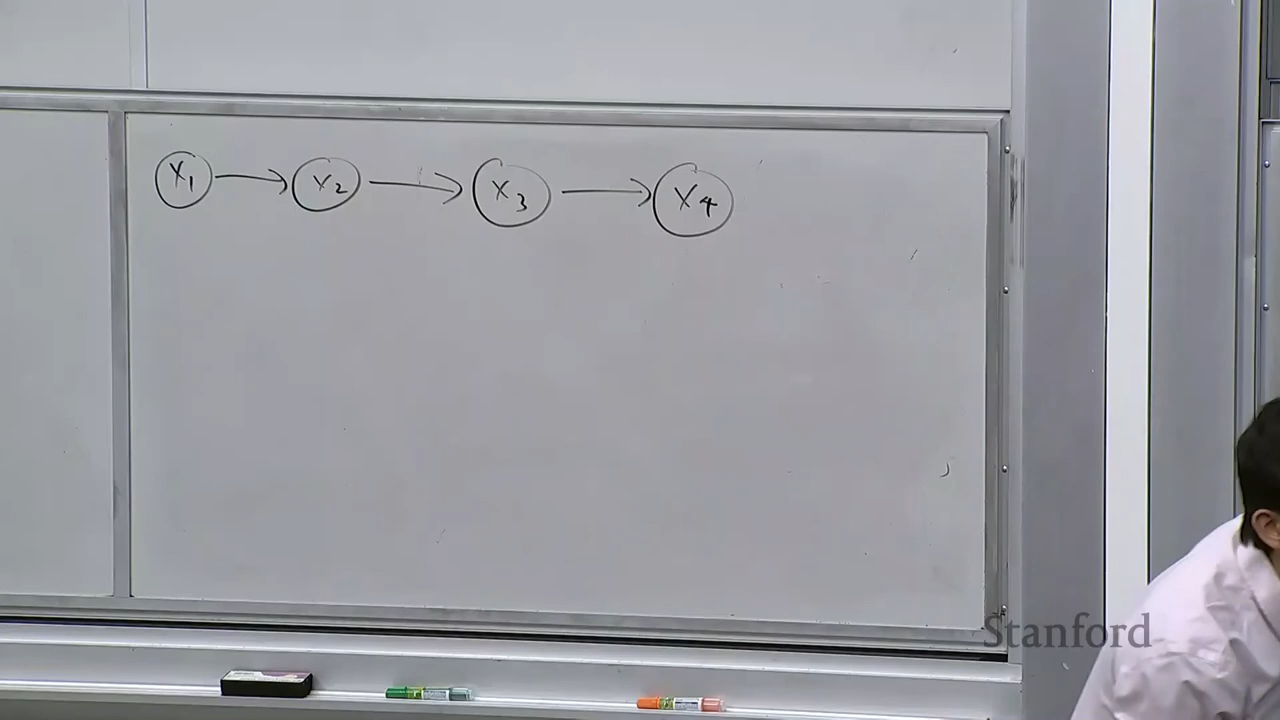 X1 → X2 → X3 → X4
Stanford